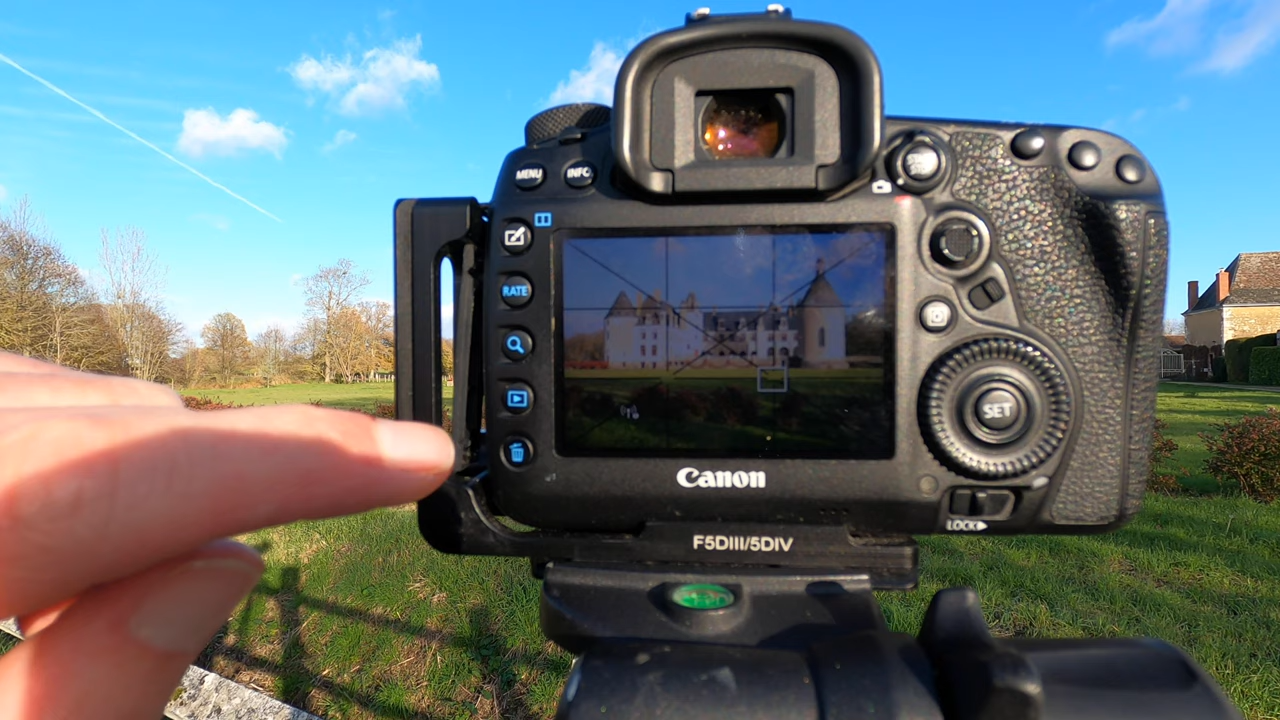 MENU
INFO
RATE
SET
Canon
LOCK▶
F5DIII/5DIV